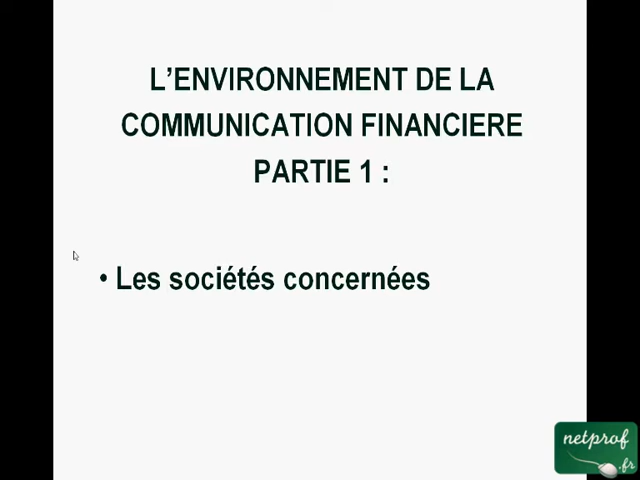 L'ENVIRONNEMENT DE LA
COMMUNICATION FINANCIERE
PARTIE 1 :
• Les sociétés concernées
netprof
.fr